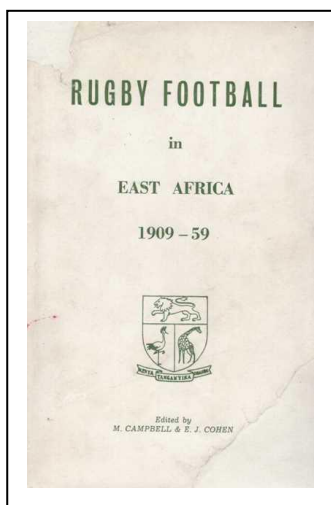 RUGBY FOOTBALL
in
EAST AFRICA
1909 – 59
KENYA TANGANYIKA UGANDA
Edited by
M. CAMPBELL & E. J. COHEN